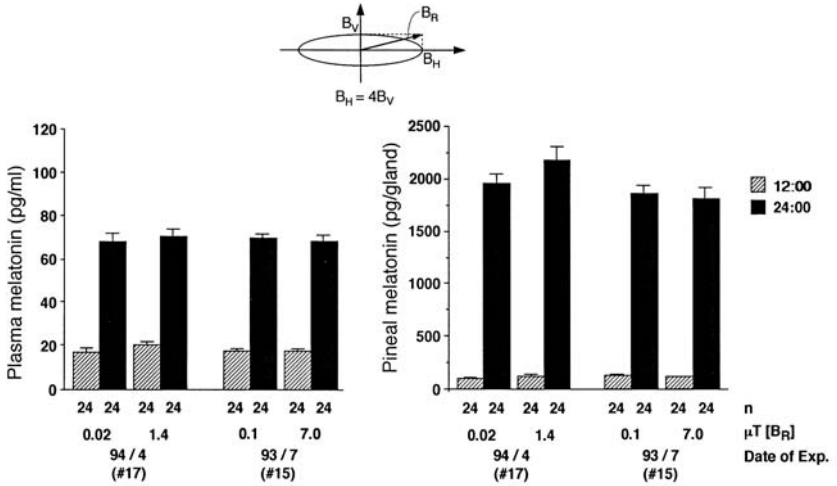 B_V
B_R
B_H
B_H = 4B_V
Plasma melatonin (pg/ml)
120
100
80
60
40
20
0
24 24 24 24 24 24 24 24
0.02 1.4 0.1 7.0
94 / 4 93 / 7
(#17) (#15)
Pineal melatonin (pg/gland)
2500
2000
1500
1000
500
0
24 24 24 24 24 24 24 24 n
0.02 1.4 0.1 7.0 µT [B_R]
94 / 4 93 / 7 Date of Exp.
(#17) (#15)
12:00
24:00